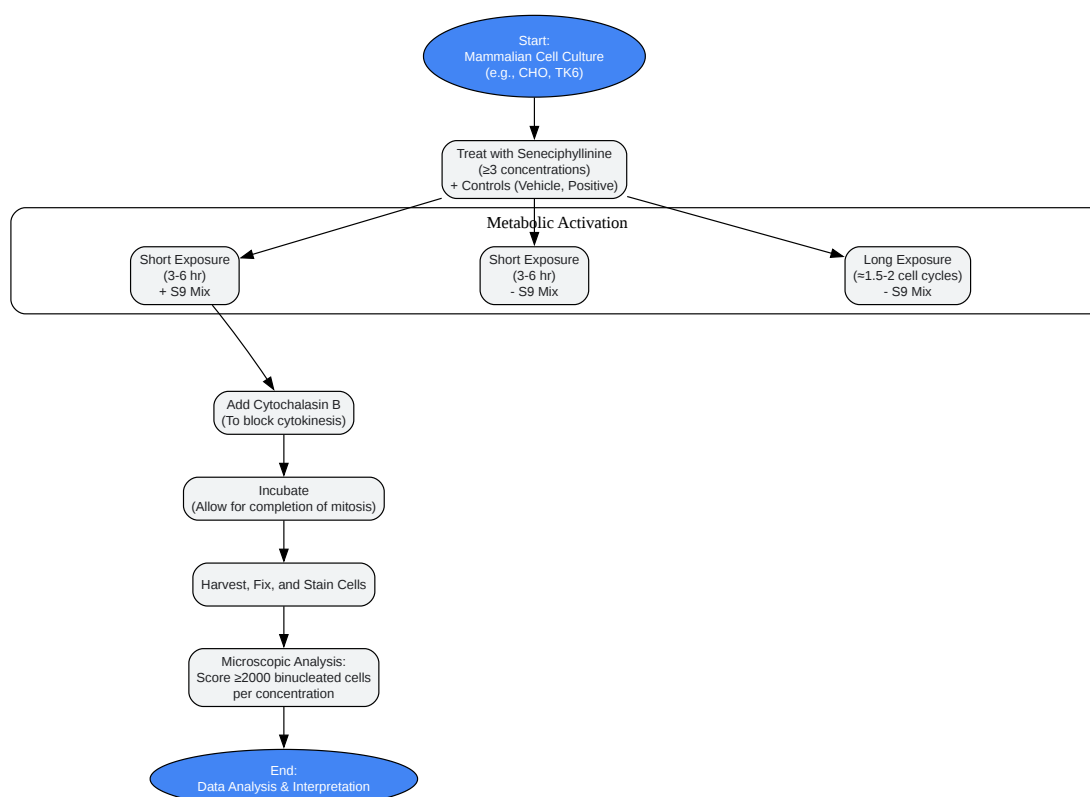 Start:
Mammalian Cell Culture
(e.g., CHO, TK6)
Treat with Seneciphyllinine
(≥3 concentrations)
+ Controls (Vehicle, Positive)
Metabolic Activation
Short Exposure
(3-6 hr)
+ S9 Mix
Short Exposure
(3-6 hr)
- S9 Mix
Long Exposure
(≈1.5-2 cell cycles)
- S9 Mix
Add Cytochalasin B
(To block cytokinesis)
Incubate
(Allow for completion of mitosis)
Harvest, Fix, and Stain Cells
Microscopic Analysis:
Score ≥2000 binucleated cells
per concentration
End:
Data Analysis & Interpretation